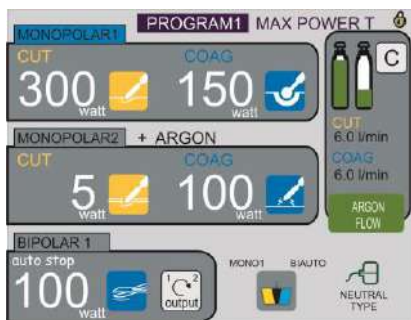 PROGRAM1 MAX POWER T
MONOPOLAR1
CUT COAG
300 watt 150 watt
C
MONOPOLAR2 + ARGON
CUT COAG
5 watt 100 watt
CUT
6.0 l/min
COAG
6.0 l/min
ARGON
FLOW
BIPOLAR 1
auto stop
100 watt
1 2
output
MONO1 BIAUTO
NEUTRAL
TYPE